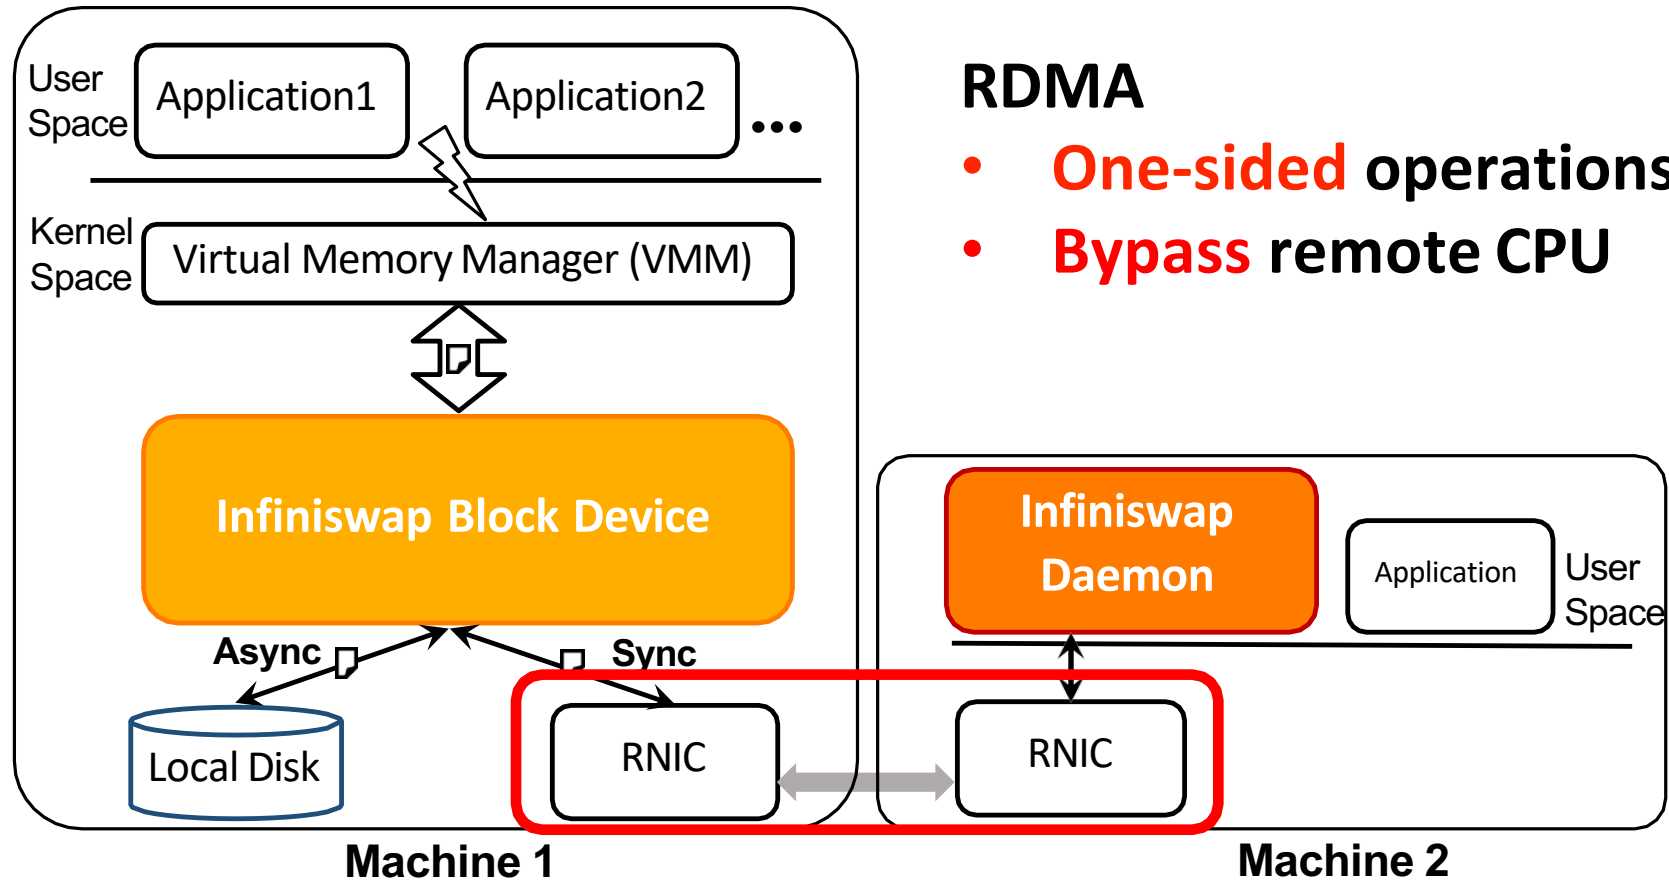 User
Space
Application1
Application2
...
Kernel
Space
Virtual Memory Manager (VMM)
Infiniswap Block Device
Async
Sync
Local Disk
RNIC
Machine 1
RDMA
• One-sided operations
• Bypass remote CPU
Infiniswap
Daemon
Application
User
Space
RNIC
Machine 2